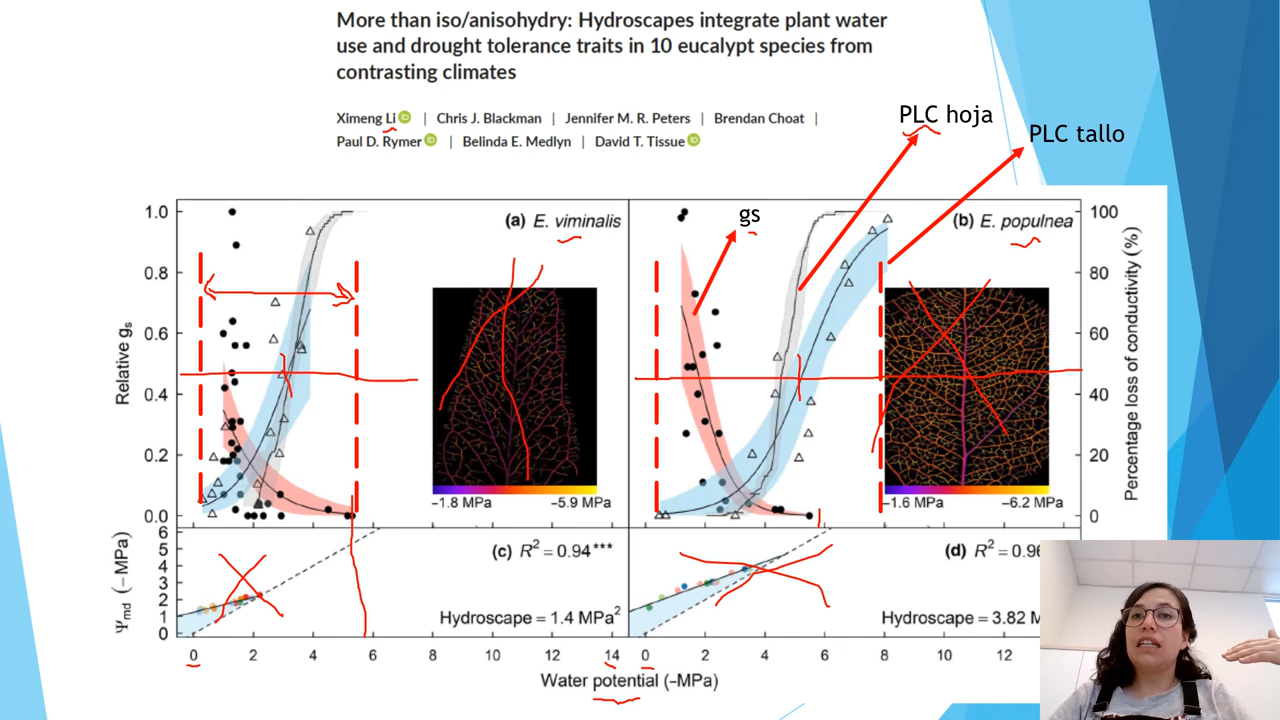 More than iso/anisohydry: Hydroscapes integrate plant water
use and drought tolerance traits in 10 eucalypt species from
contrasting climates
Ximeng Li | Chris J. Blackman | Jennifer M. R. Peters | Brendan Choat |
Paul D. Rymer | Belinda E. Medlyn | David T. Tissue
PLC hoja
PLC tallo
gs
(a) E. viminalis
(b) E. populnea
1.0
0.8
0.6
0.4
0.2
0.0
Relative gs
100
80
60
40
20
0
Percentage loss of conductivity (%)
−1.8 MPa −5.9 MPa
−1.6 MPa −6.2 MPa
6
5
4
3
2
1
0
Ψmd (−MPa)
(c) R² = 0.94***
Hydroscape = 1.4 MPa²
(d) R² = 0.9
Hydroscape = 3.82 M
0 2 4 6 8 10 12 14
0 2 4 6 8 10 12
Water potential (−MPa)